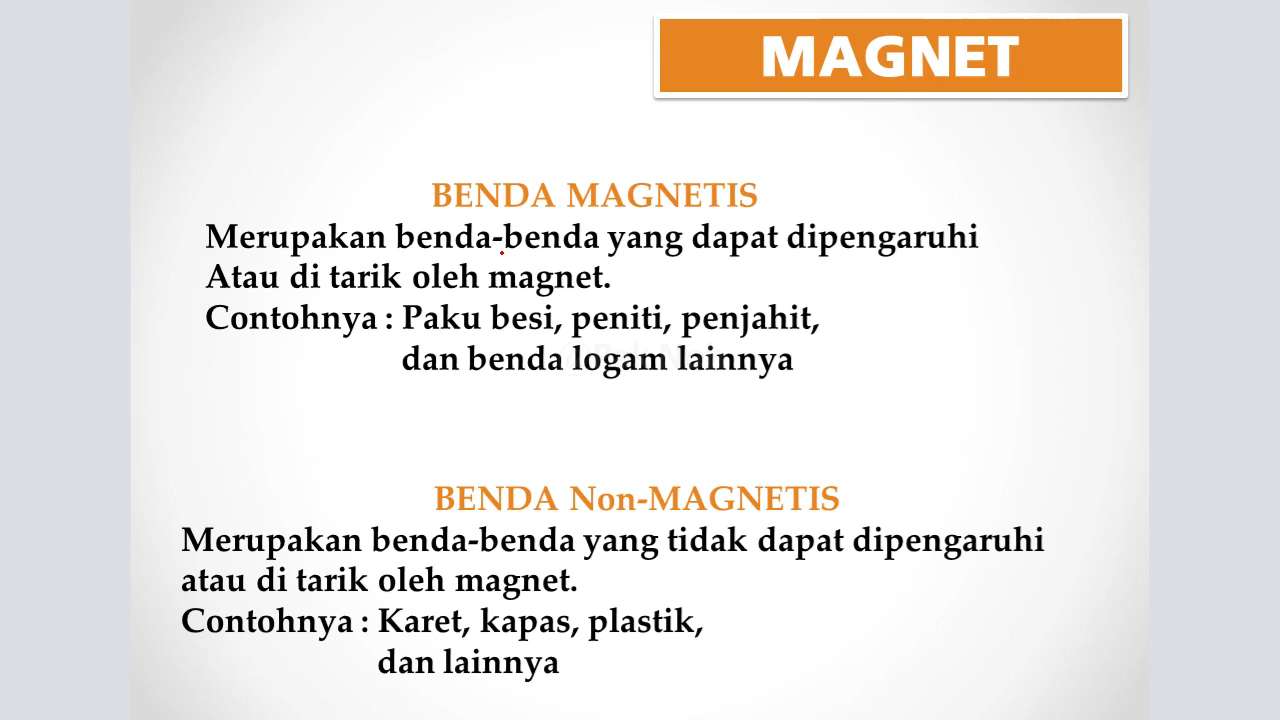 MAGNET
BENDA MAGNETIS
Merupakan benda-benda yang dapat dipengaruhi
Atau di tarik oleh magnet.
Contohnya : Paku besi, peniti, penjahit,
dan benda logam lainnya
BENDA Non-MAGNETIS
Merupakan benda-benda yang tidak dapat dipengaruhi
atau di tarik oleh magnet.
Contohnya : Karet, kapas, plastik,
dan lainnya